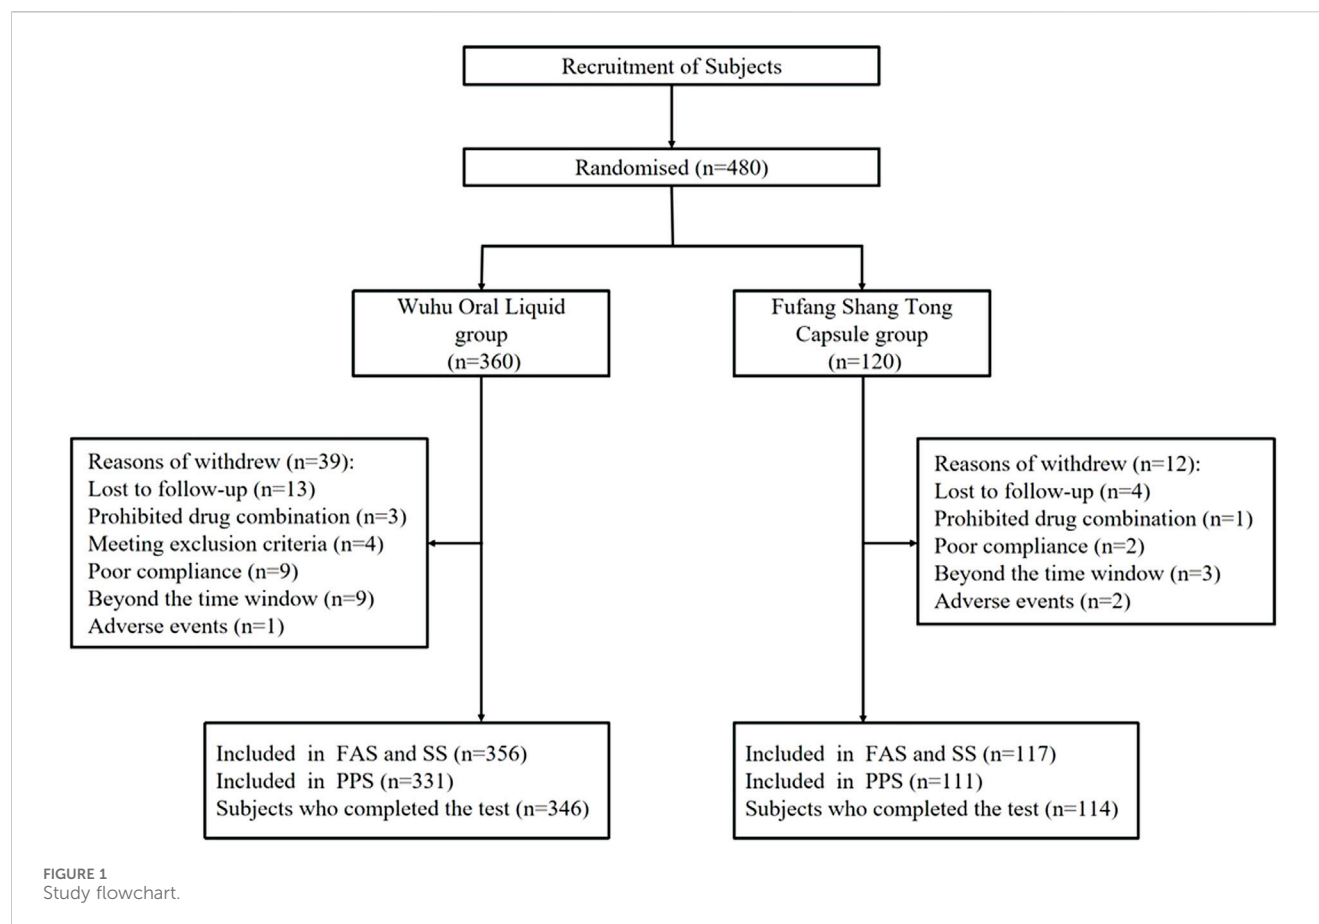 Recruitment of Subjects
Randomised (n=480)
Wuhu Oral Liquid
group
(n=360)
Fufang Shang Tong
Capsule group
(n=120)
Reasons of withdrew (n=39):
Lost to follow-up (n=13)
Prohibited drug combination (n=3)
Meeting exclusion criteria (n=4)
Poor compliance (n=9)
Beyond the time window (n=9)
Adverse events (n=1)
Reasons of withdrew (n=12):
Lost to follow-up (n=4)
Prohibited drug combination (n=1)
Poor compliance (n=2)
Beyond the time window (n=3)
Adverse events (n=2)
Included in FAS and SS (n=356)
Included in PPS (n=331)
Subjects who completed the test (n=346)
Included in FAS and SS (n=117)
Included in PPS (n=111)
Subjects who completed the test (n=114)
FIGURE 1
Study flowchart.